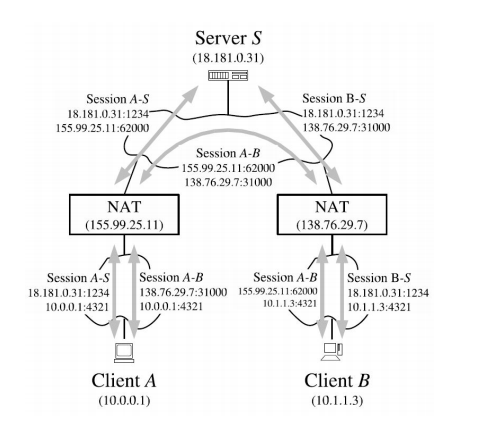 Server S
(18.181.0.31)
Session A-S
18.181.0.31:1234
155.99.25.11:62000
Session B-S
18.181.0.31:1234
138.76.29.7:31000
Session A-B
155.99.25.11:62000
138.76.29.7:31000
NAT
(155.99.25.11)
NAT
(138.76.29.7)
Session A-S
18.181.0.31:1234
10.0.0.1:4321
Session A-B
138.76.29.7:31000
10.0.0.1:4321
Session A-B
155.99.25.11:62000
10.1.1.3:4321
Session B-S
18.181.0.31:1234
10.1.1.3:4321
Client A
(10.0.0.1)
Client B
(10.1.1.3)